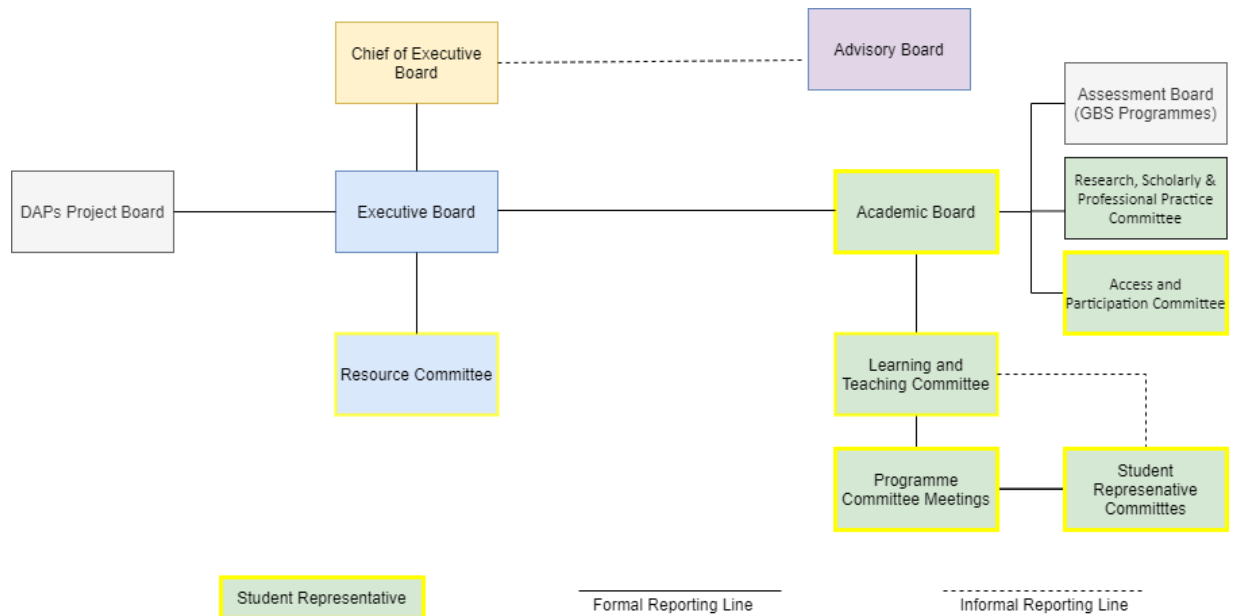 Chief of Executive
Board
Advisory Board
Assessment Board
(GBS Programmes)
DAPs Project Board
Executive Board
Academic Board
Research, Scholarly &
Professional Practice
Committee
Access and
Participation Committee
Resource Committee
Learning and
Teaching Committee
Programme
Committee Meetings
Student
Represenative
Committtes
Student Representative
Formal Reporting Line
Informal Reporting Line